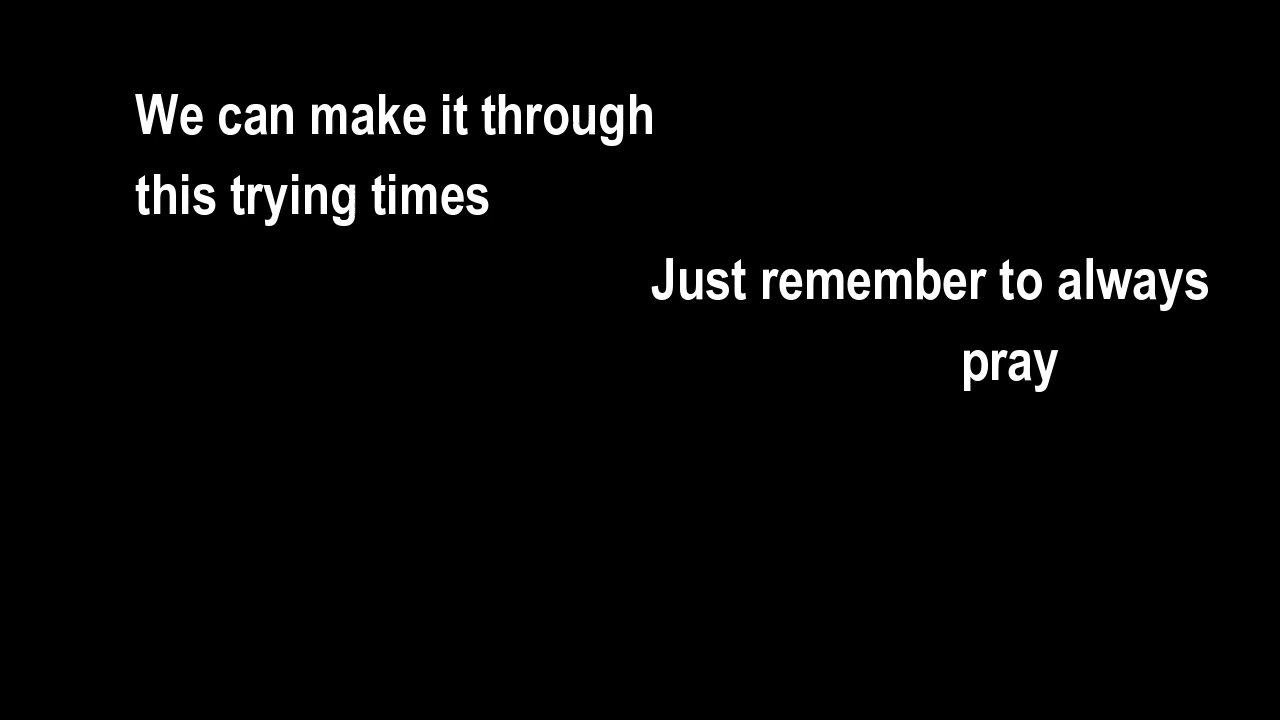 We can make it through
this trying times
Just remember to always
pray